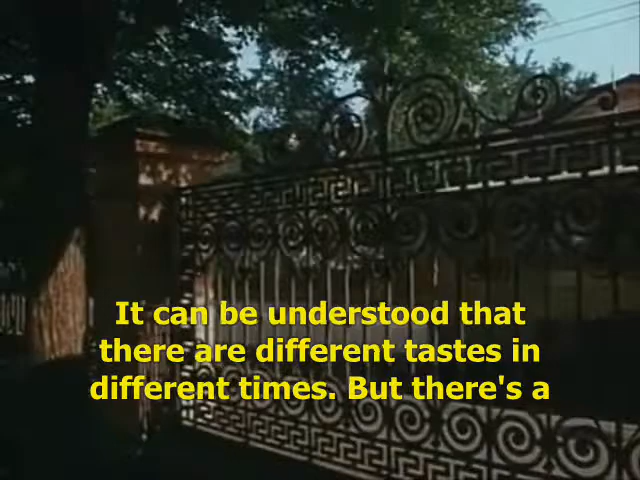 It can be understood that
there are different tastes in
different times. But there's a